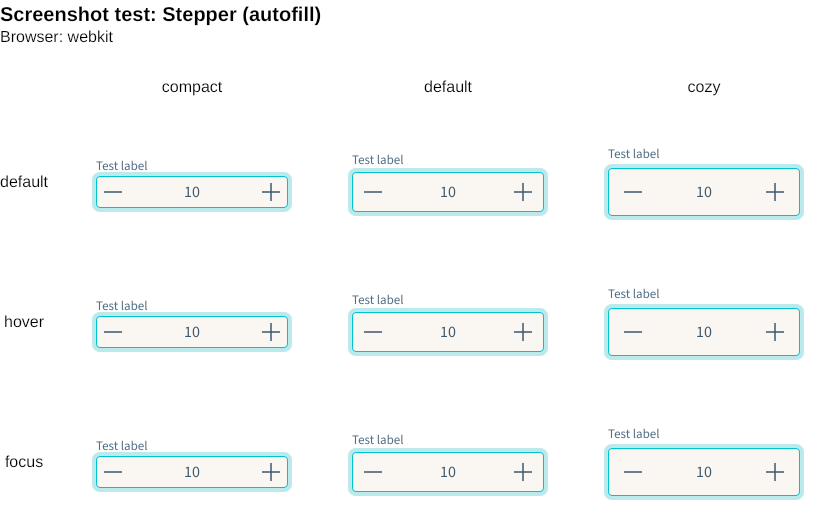 Screenshot test: Stepper (autofill)
Browser: webkit
compact default cozy
Test label Test label Test label
default 10 10 10
Test label Test label Test label
hover 10 10 10
Test label Test label Test label
focus 10 10 10